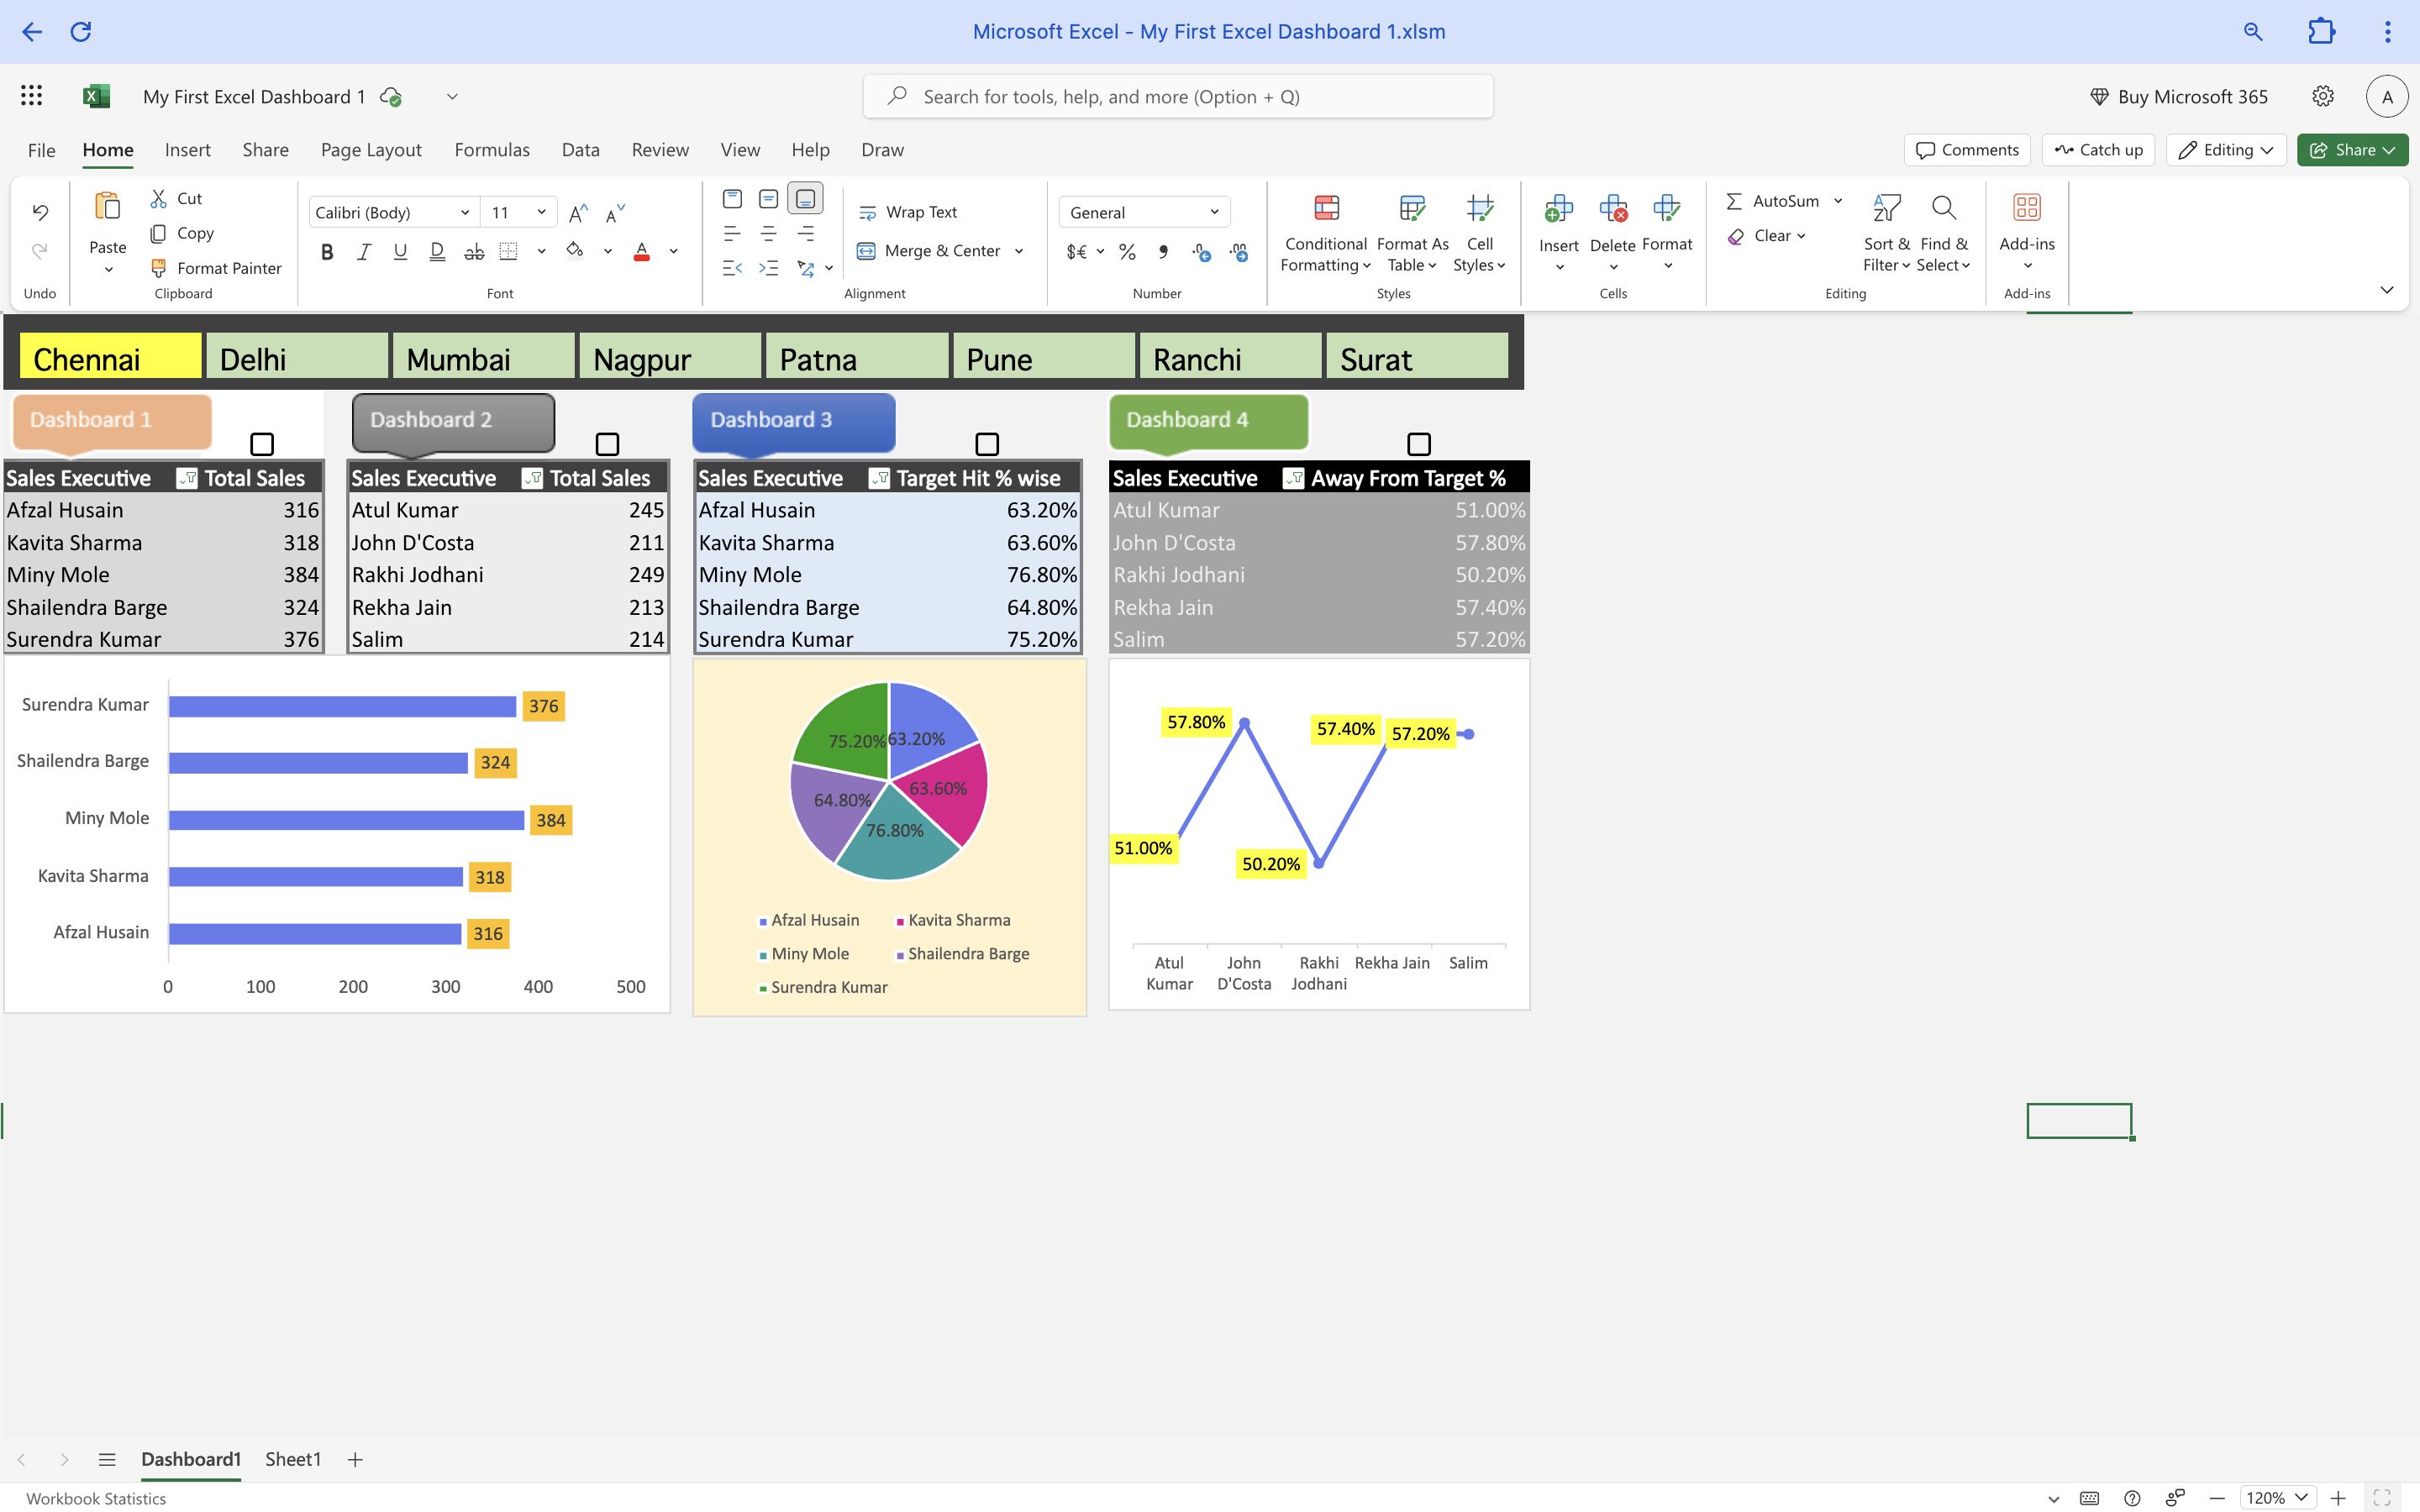 Microsoft Excel - My First Excel Dashboard 1.xlsm
My First Excel Dashboard 1
Search for tools, help, and more (Option + Q)
Buy Microsoft 365
A
File Home Insert Share Page Layout Formulas Data Review View Help Draw
Comments Catch up Editing Share
Paste
Cut
Copy
Format Painter
Calibri (Body) 11
Wrap Text
Merge & Center
General
Conditional Formatting
Format As Table
Cell Styles
Insert Delete Format
AutoSum
Clear
Sort & Filter
Find & Select
Add-ins
Undo Clipboard Font Alignment Number Styles Cells Editing Add-ins
Chennai Delhi Mumbai Nagpur Patna Pune Ranchi Surat
Dashboard 1 Dashboard 2 Dashboard 3 Dashboard 4
Sales Executive Total Sales
Afzal Husain 316
Kavita Sharma 318
Miny Mole 384
Shailendra Barge 324
Surendra Kumar 376
Sales Executive Total Sales
Atul Kumar 245
John D'Costa 211
Rakhi Jodhani 249
Rekha Jain 213
Salim 214
Sales Executive Target Hit % wise
Afzal Husain 63.20%
Kavita Sharma 63.60%
Miny Mole 76.80%
Shailendra Barge 64.80%
Surendra Kumar 75.20%
Sales Executive Away From Target %
Atul Kumar 51.00%
John D'Costa 57.80%
Rakhi Jodhani 50.20%
Rekha Jain 57.40%
Salim 57.20%
Surendra Kumar 376
Shailendra Barge 324
Miny Mole 384
Kavita Sharma 318
Afzal Husain 316
0 100 200 300 400 500
75.20% 63.20%
64.80% 63.60%
76.80%
Afzal Husain Kavita Sharma
Miny Mole Shailendra Barge
Surendra Kumar
57.80% 57.40% 57.20%
51.00% 50.20%
Atul Kumar
John D'Costa
Rakhi Jodhani
Rekha Jain
Salim
Dashboard1 Sheet1
Workbook Statistics
120%